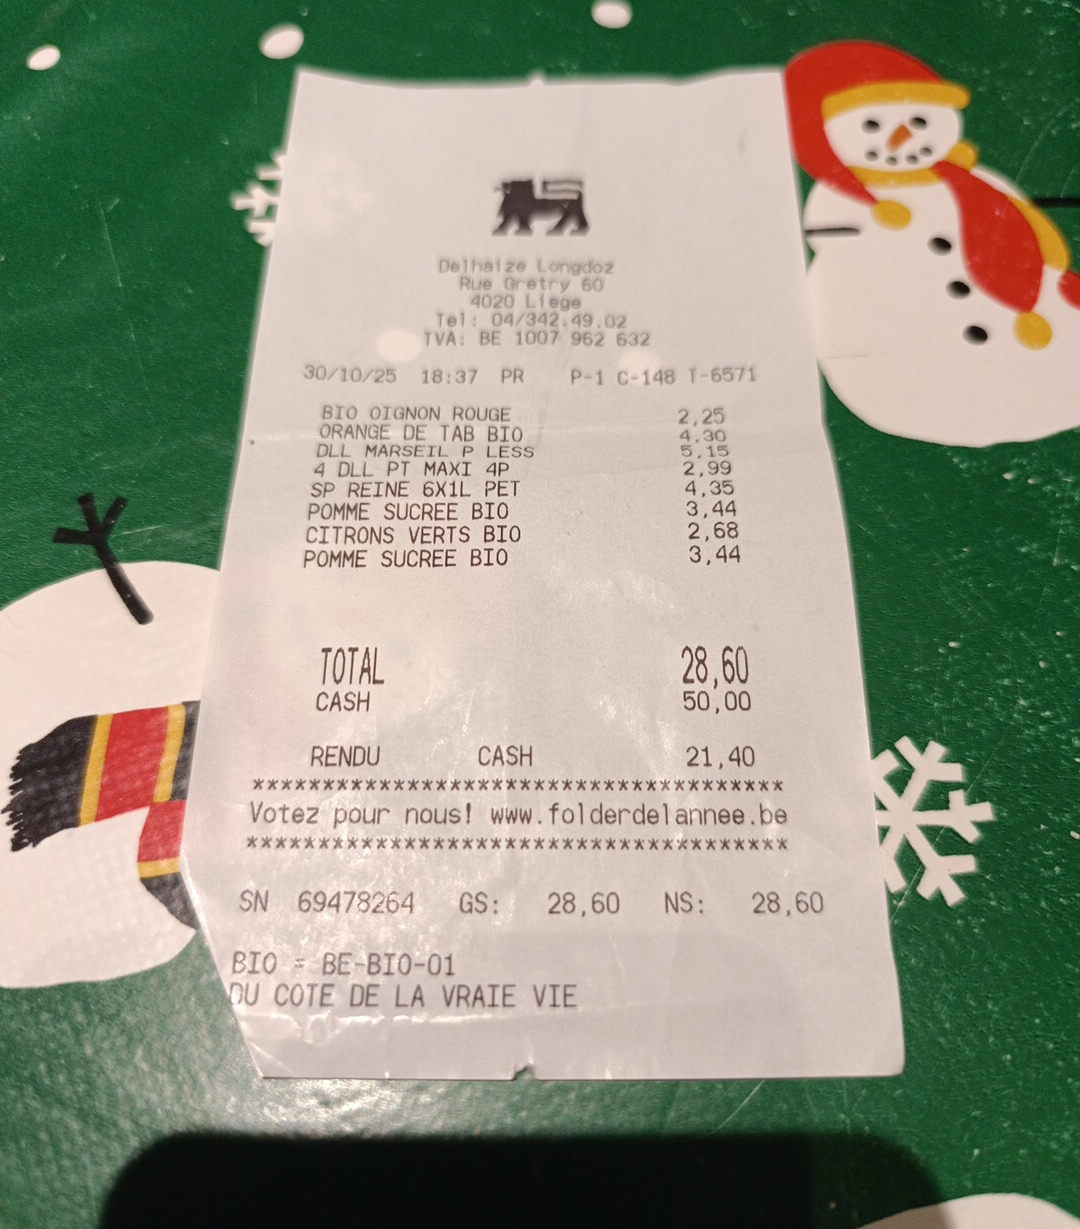 Delhaize Longdoz
Rue Gretry 60
4020 Liege
Tel: 04/342.49.02
TVA: BE 1007 962 632
30/10/25 18:37 PR P-1 C-148 T-6571
BIO OIGNON ROUGE 2,25
ORANGE DE TAB BIO 4,30
DLL MARSEIL P LESS 5,15
4 DLL PT MAXI 4P 2,99
SP REINE 6X1L PET 4,35
POMME SUCREE BIO 3,44
CITRONS VERTS BIO 2,68
POMME SUCREE BIO 3,44
TOTAL 28,60
CASH 50,00
RENDU CASH 21,40
**************************************
Votez pour nous! www.folderdelannee.be
**************************************
SN 69478264 GS: 28,60 NS: 28,60
BIO = BE-BIO-01
DU COTE DE LA VRAIE VIE